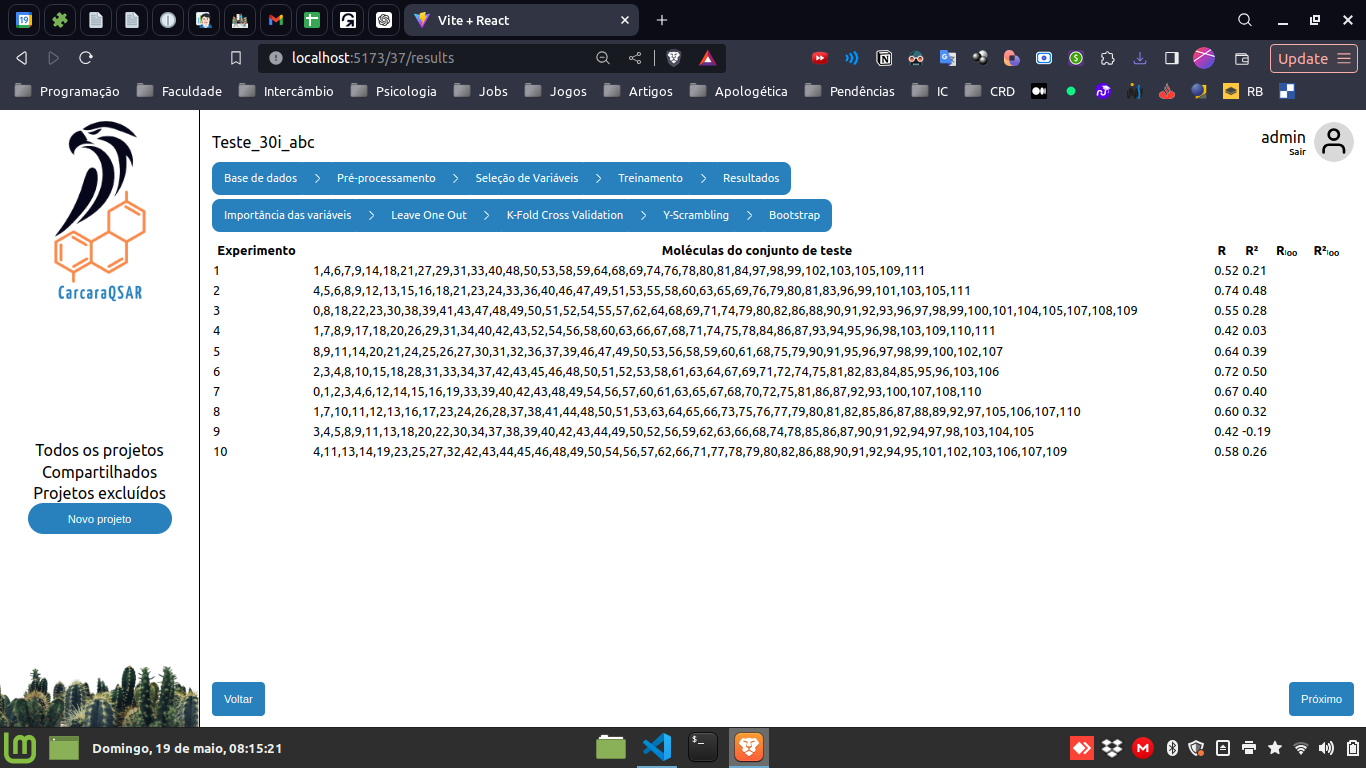 19
Vite + React
localhost:5173/37/results
Update
Programação
Faculdade
Intercâmbio
Psicologia
Jobs
Jogos
Artigos
Apologética
Pendências
IC
CRD
RB
CarcaraQSAR
Todos os projetos
Compartilhados
Projetos excluídos
Novo projeto
Teste_30i_abc
admin
Sair
Base de dados > Pré-processamento > Seleção de Variáveis > Treinamento > Resultados
Importância das variáveis > Leave One Out > K-Fold Cross Validation > Y-Scrambling > Bootstrap
Experimento Moléculas do conjunto de teste R R² Rₗₒₒ R²ₗₒₒ
1 1,4,6,7,9,14,18,21,27,29,31,33,40,48,50,53,58,59,64,68,69,74,76,78,80,81,84,97,98,99,102,103,105,109,111 0.52 0.21
2 4,5,6,8,9,12,13,15,16,18,21,23,24,33,36,40,46,47,49,51,53,55,58,60,63,65,69,76,79,80,81,83,96,99,101,103,105,111 0.74 0.48
3 0,8,18,22,23,30,38,39,41,43,47,48,49,50,51,52,54,55,57,62,64,68,69,71,74,79,80,82,86,88,90,91,92,93,96,97,98,99,100,101,104,105,107,108,109 0.55 0.28
4 1,7,8,9,17,18,20,26,29,31,34,40,42,43,52,54,56,58,60,63,66,67,68,71,74,75,78,84,86,87,93,94,95,96,98,103,109,110,111 0.42 0.03
5 8,9,11,14,20,21,24,25,26,27,30,31,32,36,37,39,46,47,49,50,53,56,58,59,60,61,68,75,79,90,91,95,96,97,98,99,100,102,107 0.64 0.39
6 2,3,4,8,10,15,18,28,31,33,34,37,42,43,45,46,48,50,51,52,53,58,61,63,64,67,69,71,72,74,75,81,82,83,84,85,95,96,103,106 0.72 0.50
7 0,1,2,3,4,6,12,14,15,16,19,33,39,40,42,43,48,49,54,56,57,60,61,63,65,67,68,70,72,75,81,86,87,92,93,100,107,108,110 0.67 0.40
8 1,7,10,11,12,13,16,17,23,24,26,28,37,38,41,44,48,50,51,53,63,64,65,66,73,75,76,77,79,80,81,82,85,86,87,88,89,92,97,105,106,107,110 0.60 0.32
9 3,4,5,8,9,11,13,18,20,22,30,34,37,38,39,40,42,43,44,49,50,52,56,59,62,63,66,68,74,78,85,86,87,90,91,92,94,97,98,103,104,105 0.42 -0.19
10 4,11,13,14,19,23,25,27,32,42,43,44,45,46,48,49,50,54,56,57,62,66,71,77,78,79,80,82,86,88,90,91,92,94,95,101,102,103,106,107,109 0.58 0.26
Voltar
Próximo
Domingo, 19 de maio, 08:15:21